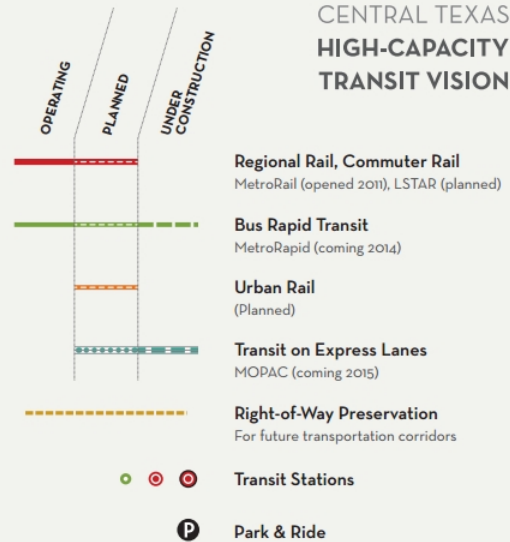 CENTRAL TEXAS
HIGH-CAPACITY
TRANSIT VISION
OPERATING
PLANNED
UNDER
CONSTRUCTION
Regional Rail, Commuter Rail
MetroRail (opened 2011), LSTAR (planned)
Bus Rapid Transit
MetroRapid (coming 2014)
Urban Rail
(Planned)
Transit on Express Lanes
MOPAC (coming 2015)
Right-of-Way Preservation
For future transportation corridors
Transit Stations
P
Park & Ride